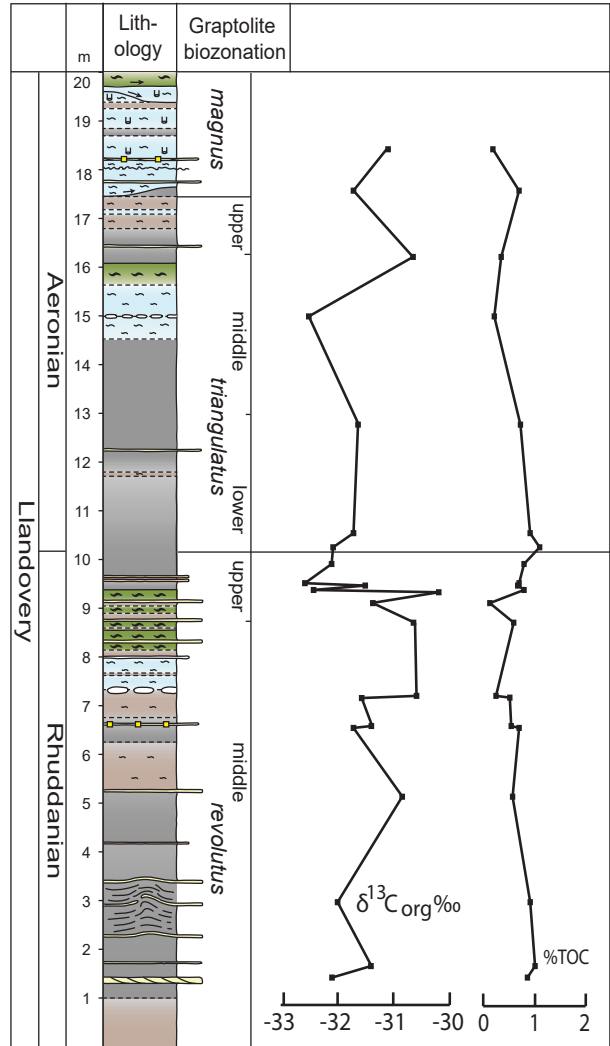 Lith-
ology
Graptolite
biozonation
m
20
19
18
17
16
15
14
13
12
11
10
9
8
7
6
5
4
3
2
1
Llandovery
Aeronian
Rhuddanian
magnus
triangulatus
revolutus
upper
middle
lower
upper
middle
δ13Corg‰
%TOC
-33 -32 -31 -30
0 1 2